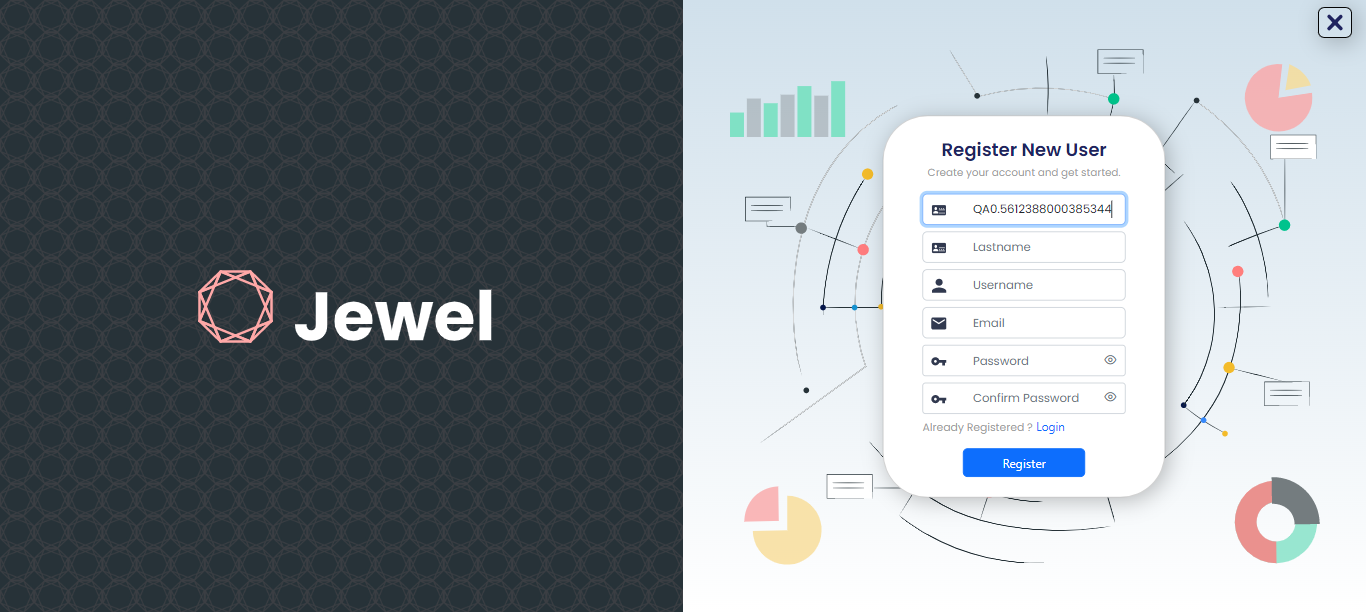 Jewel
Register New User
Create your account and get started.
QA0.5612388000385344
Lastname
Username
Email
Password
Confirm Password
Already Registered ? Login
Register